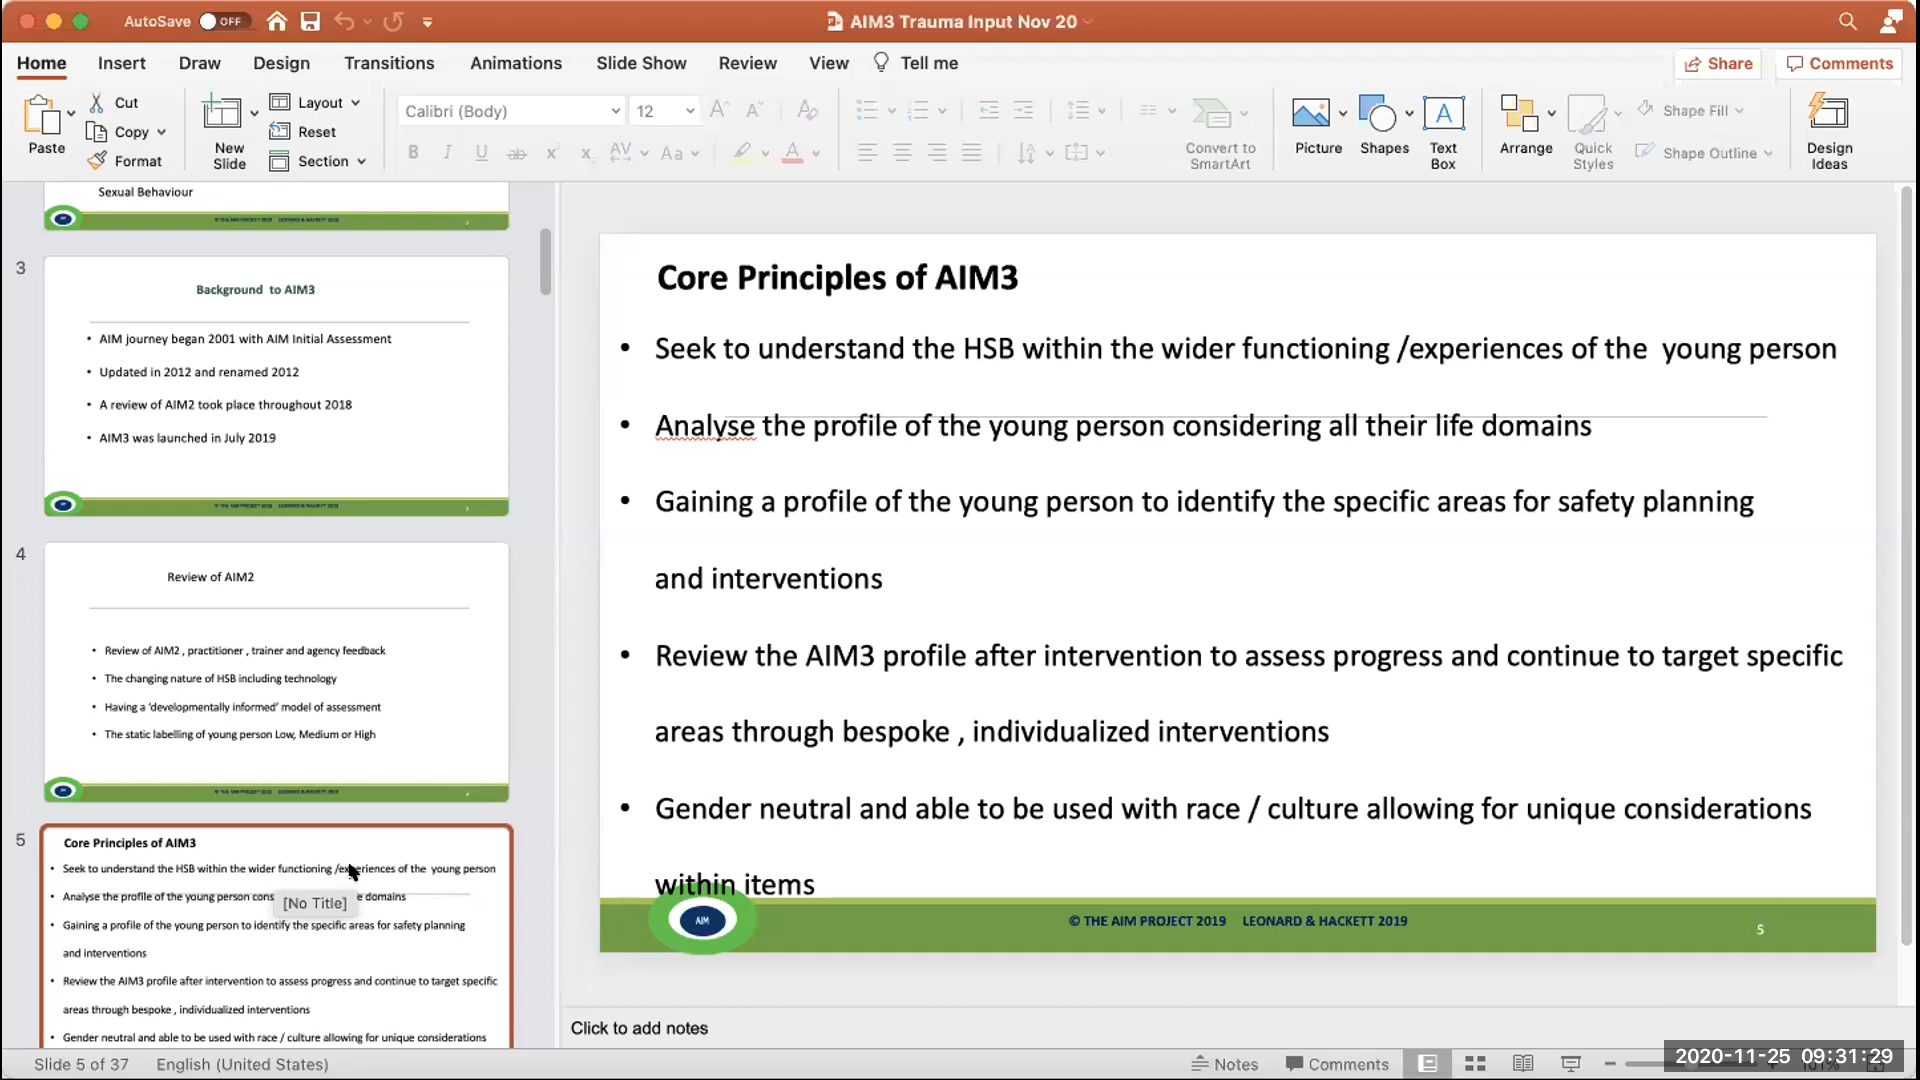 AutoSave OFF
AIM3 Trauma Input Nov 20
Home Insert Draw Design Transitions Animations Slide Show Review View Tell me
Share Comments
Paste
Cut
Copy
Format
New
Slide
Layout
Reset
Section
Calibri (Body) 12
Convert to
SmartArt
Picture
Shapes
Text
Box
Arrange
Quick
Styles
Shape Fill
Shape Outline
Design
Ideas
Sexual Behaviour
3
Background to AIM3
• AIM journey began 2001 with AIM Initial Assessment
• Updated in 2012 and renamed 2012
• A review of AIM2 took place throughout 2018
• AIM3 was launched in July 2019
© THE AIM PROJECT 2019 LEONARD & HACKETT 2019
4
Review of AIM2
• Review of AIM2 , practitioner , trainer and agency feedback
• The changing nature of HSB including technology
• Having a ‘developmentally informed’ model of assessment
• The static labelling of young person Low, Medium or High
© THE AIM PROJECT 2019 LEONARD & HACKETT 2019
5
Core Principles of AIM3
• Seek to understand the HSB within the wider functioning /experiences of the young person
• Analyse the profile of the young person cons e domains
[No Title]
• Gaining a profile of the young person to identify the specific areas for safety planning
and interventions
• Review the AIM3 profile after intervention to assess progress and continue to target specific
areas through bespoke , individualized interventions
• Gender neutral and able to be used with race / culture allowing for unique considerations
Core Principles of AIM3
• Seek to understand the HSB within the wider functioning /experiences of the young person
• Analyse the profile of the young person considering all their life domains
• Gaining a profile of the young person to identify the specific areas for safety planning
and interventions
• Review the AIM3 profile after intervention to assess progress and continue to target specific
areas through bespoke , individualized interventions
• Gender neutral and able to be used with race / culture allowing for unique considerations
within items
AIM
© THE AIM PROJECT 2019 LEONARD & HACKETT 2019
5
Click to add notes
Slide 5 of 37 English (United States)
Notes Comments
2020-11-25 09:31:29